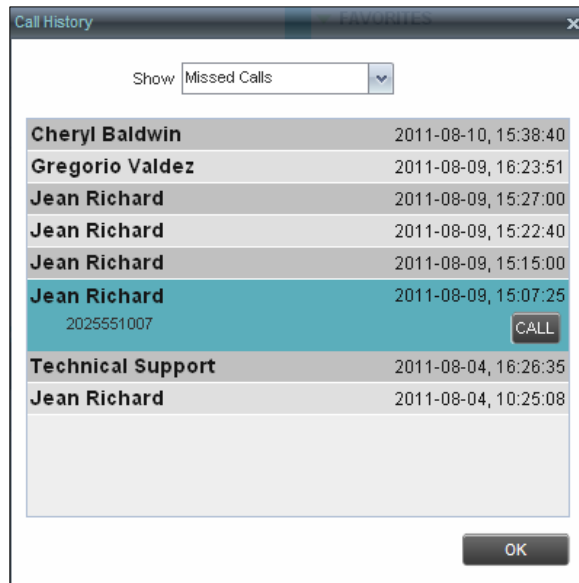 Call History
FAVORITES
Show Missed Calls
Cheryl Baldwin 2011-08-10, 15:38:40
Gregorio Valdez 2011-08-09, 16:23:51
Jean Richard 2011-08-09, 15:27:00
Jean Richard 2011-08-09, 15:22:40
Jean Richard 2011-08-09, 15:15:00
Jean Richard 2011-08-09, 15:07:25
2025551007 CALL
Technical Support 2011-08-04, 16:26:35
Jean Richard 2011-08-04, 10:25:08
OK